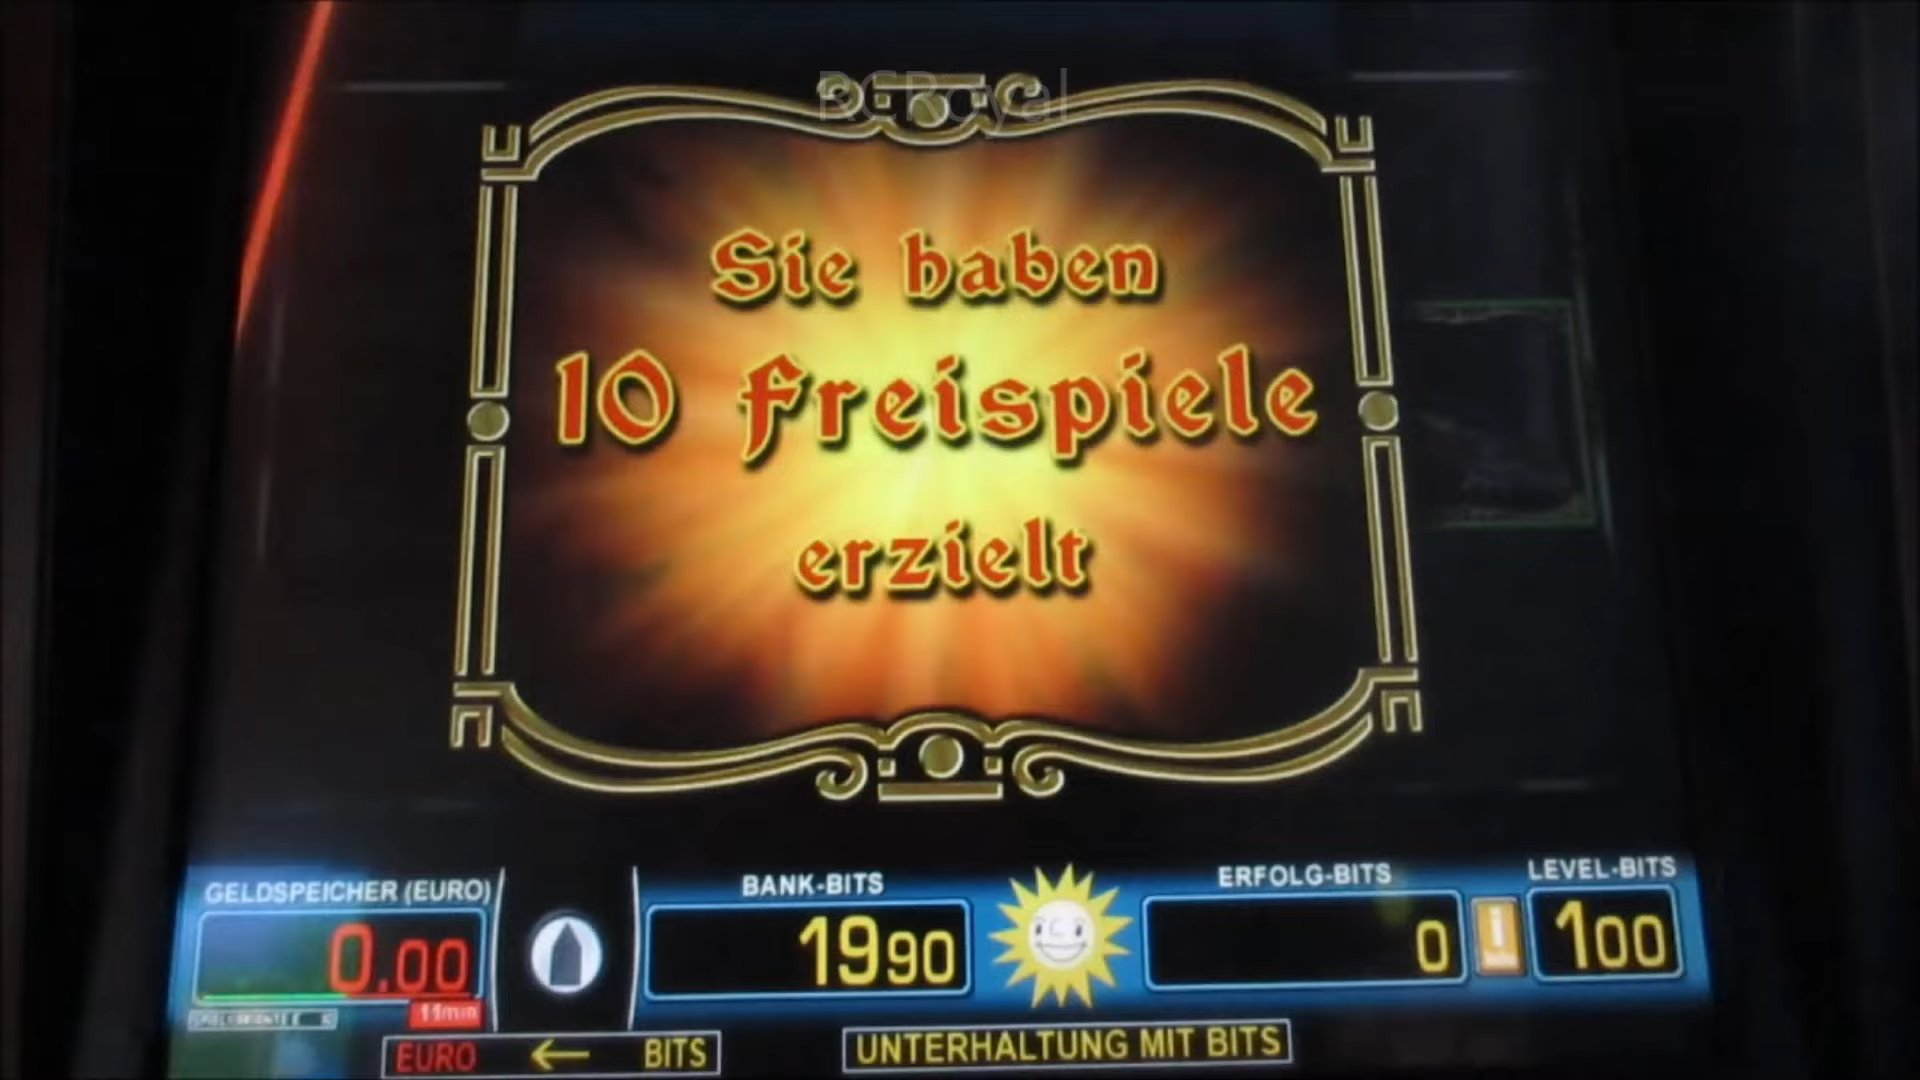 RCRoyal
Sie haben
10 Freispiele
erzielt
GELDSPEICHER (EURO)
BANK-BITS
ERFOLG-BITS
LEVEL-BITS
0.00
1990
0
100
11min
EURO ← BITS
UNTERHALTUNG MIT BITS